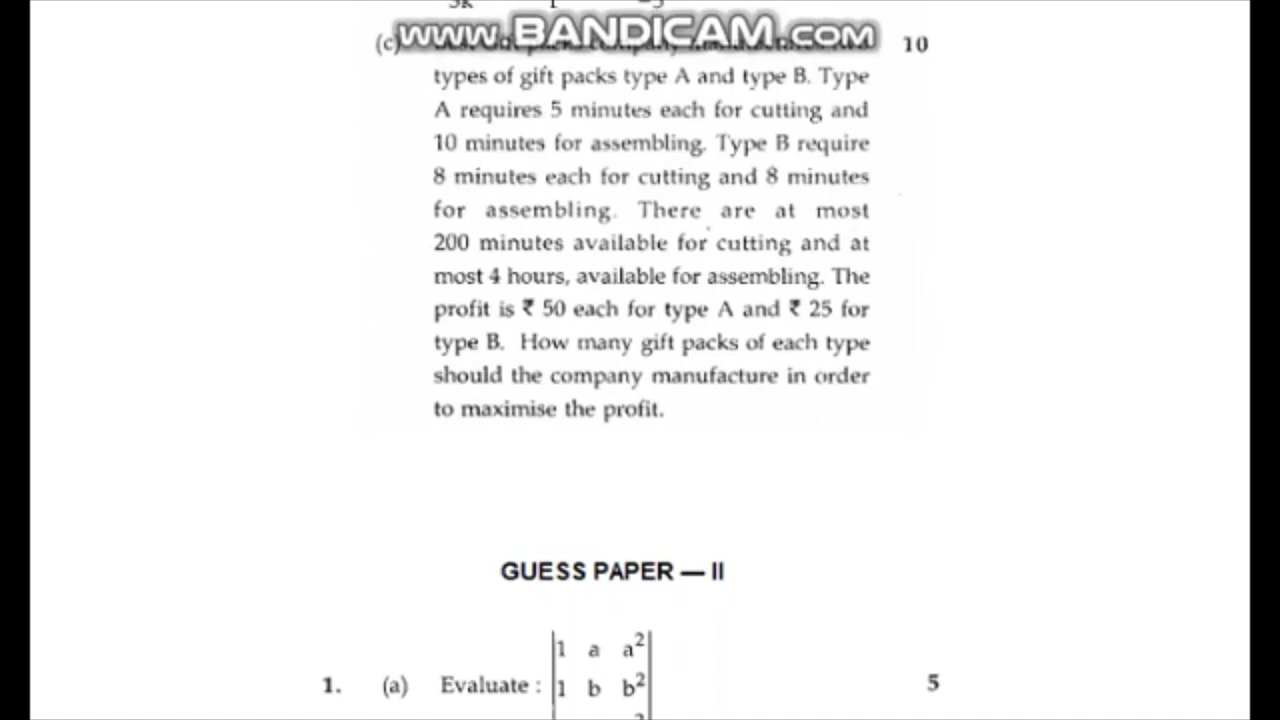 www.BANDICAM.com
(c) 10
types of gift packs type A and type B. Type
A requires 5 minutes each for cutting and
10 minutes for assembling. Type B require
8 minutes each for cutting and 8 minutes
for assembling. There are at most
200 minutes available for cutting and at
most 4 hours, available for assembling. The
profit is ₹ 50 each for type A and ₹ 25 for
type B. How many gift packs of each type
should the company manufacture in order
to maximise the profit.
GUESS PAPER — II
1 a a²
1. (a) Evaluate : 1 b b² 5